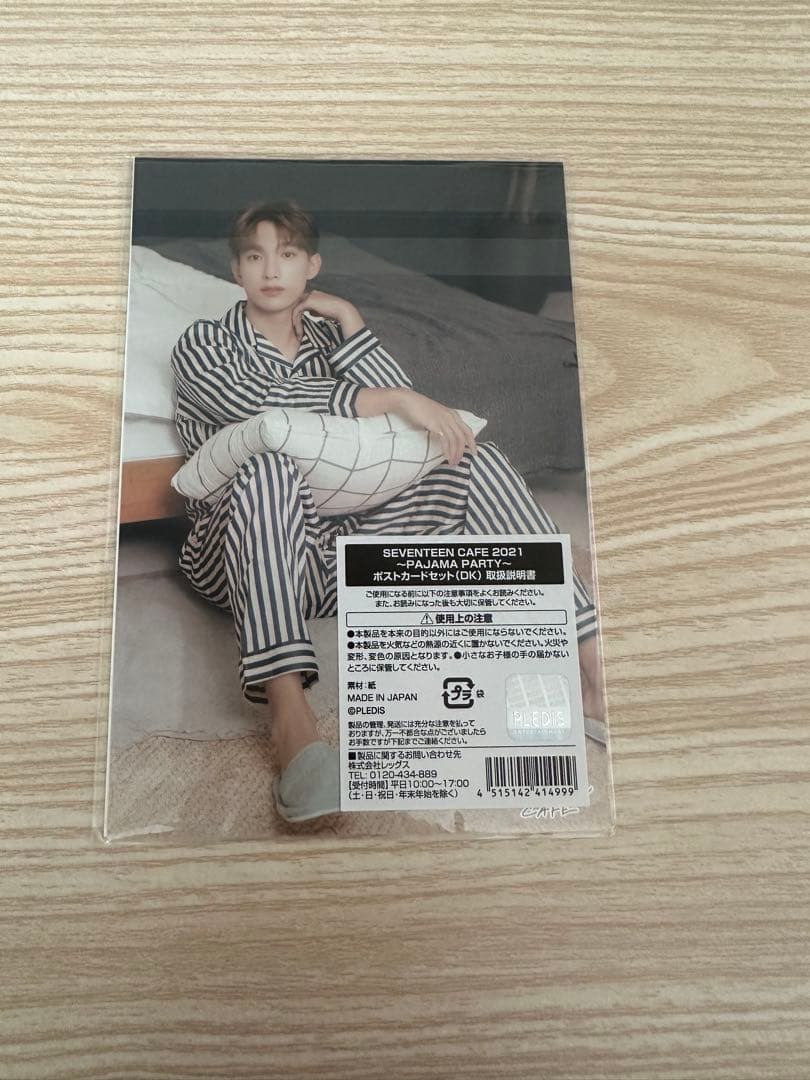 SEVENTEEN CAFE 2021
～PAJAMA PARTY～
ポストカードセット(DK) 取扱説明書
ご使用になる前に以下の注意事項をよくお読みください。
また、お読みになった後も大切に保管してください。
⚠使用上の注意
●本製品を本来の目的以外にはご使用にならないでください。
●本製品を火気などの熱源の近くに置かないでください。火災や
変形、変色の原因となります。●小さなお子様の手の届かない
ところに保管してください。
素材:紙
MADE IN JAPAN
©PLEDIS
プラ
袋
PLEDIS
ENTERTAINMENT
製品の管理、発送には充分な注意を払って
おりますが、万一不都合な点がございましたら
お手数ですが下記までご連絡ください。
■製品に関するお問い合わせ先
株式会社レッグス
TEL: 0120-434-889
【受付時間】平日10:00～17:00
(土・日・祝日・年末年始を除く)
4 515142 414999
CAFE